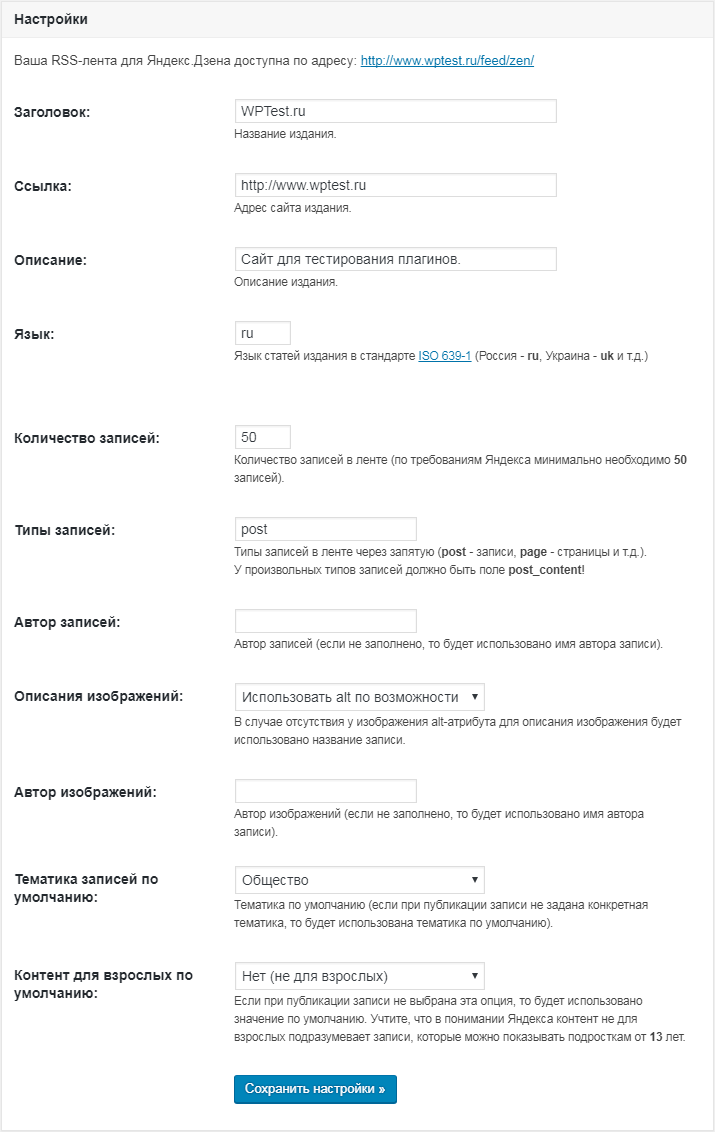 Настройки
Ваша RSS-лента для Яндекс.Дзена доступна по адресу: http://www.wptest.ru/feed/zen/
Заголовок:
WPTest.ru
Название издания.
Ссылка:
http://www.wptest.ru
Адрес сайта издания.
Описание:
Сайт для тестирования плагинов.
Описание издания.
Язык:
ru
Язык статей издания в стандарте ISO 639-1 (Россия - ru, Украина - uk и т.д.)
Количество записей:
50
Количество записей в ленте (по требованиям Яндекса минимально необходимо 50
записей).
Типы записей:
post
Типы записей в ленте через запятую (post - записи, page - страницы и т.д.).
У произвольных типов записей должно быть поле post_content!
Автор записей:
Автор записей (если не заполнено, то будет использовано имя автора записи).
Описания изображений:
Использовать alt по возможности
В случае отсутствия у изображения alt-атрибута для описания изображения будет
использовано название записи.
Автор изображений:
Автор изображений (если не заполнено, то будет использовано имя автора
записи).
Тематика записей по
умолчанию:
Общество
Тематика по умолчанию (если при публикации записи не задана конкретная
тематика, то будет использована тематика по умолчанию).
Контент для взрослых по
умолчанию:
Нет (не для взрослых)
Если при публикации записи не выбрана эта опция, то будет использовано
значение по умолчанию. Учтите, что в понимании Яндекса контент не для
взрослых подразумевает записи, которые можно показывать подросткам от 13 лет.
Сохранить настройки »